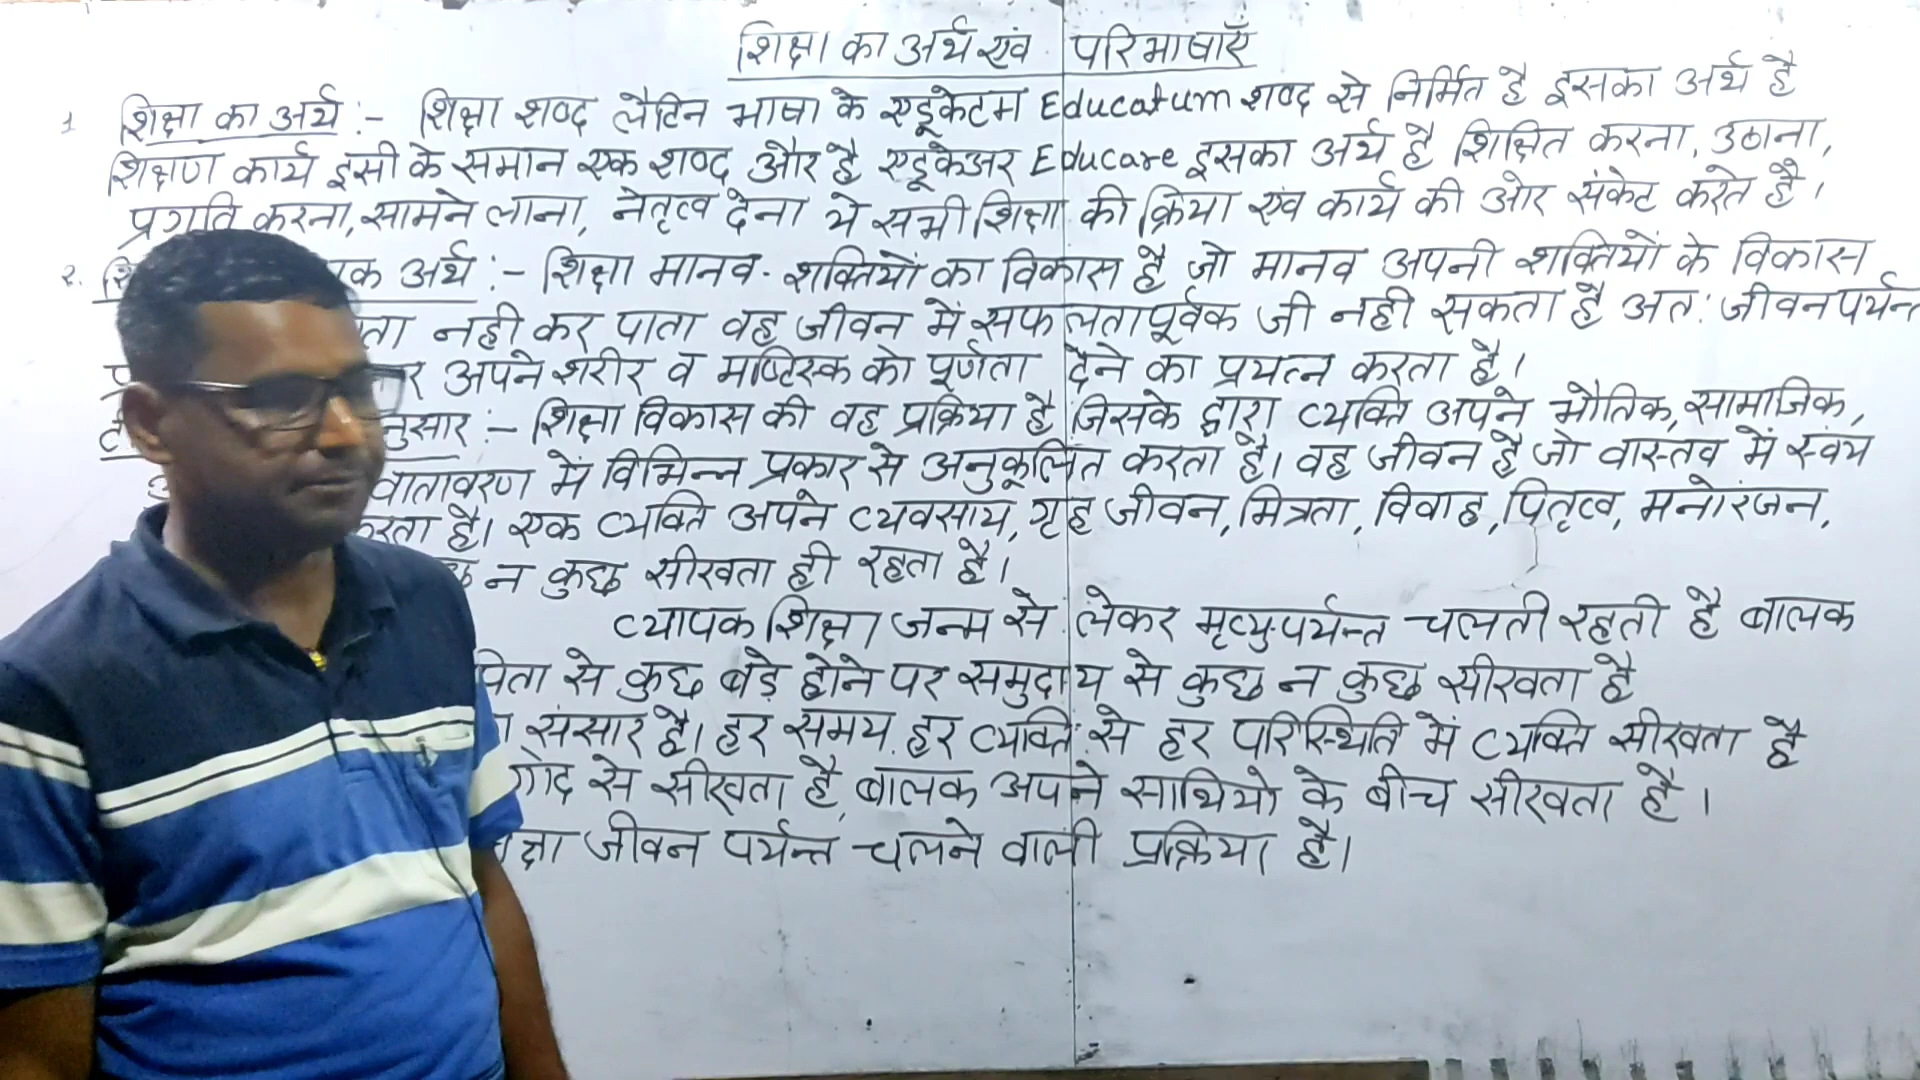 शिक्षा का अर्थ एंव परिभाषाएँ
1 शिक्षा का अर्थ :- शिक्षा शब्द लैटिन भाषा के एडूकेटम Educatum शब्द से निर्मित है इसका अर्थ है
शिक्षण कार्य इसी के समान एक शब्द और है एडूकेअर Educare इसका अर्थ है शिक्षित करना, उठाना,
प्रगति करना, सामने लाना, नेतृत्व देना ये सभी शिक्षा की क्रिया एंव कार्य की ओर संकेट करते है।
2. अर्थ :- शिक्षा मानव शक्तियों का विकास है जो मानव अपनी शक्तियों के विकास
नही कर पाता वह जीवन में सफलतापूर्वक जी नही सकता है अत: जीवनपर्यन्त
अपने शरीर व मष्टिस्क को पूर्णता देने का प्रयत्न करता है।
:- शिक्षा विकास की वह प्रक्रिया है जिसके द्वारा व्यक्ति अपने भौतिक, सामाजिक,
वातावरण में विभिन्न प्रकार से अनुकूलित करता है। वह जीवन है जो वास्तव में स्वंय
है। एक व्यक्ति अपने व्यवसाय, गृह जीवन, मित्रता, विवाह, पितृत्व, मनोरंजन,
न कुछ सीखता ही रहता है।
व्यापक शिक्षा जन्म से लेकर मृत्युपर्यन्त चलती रहती है बालक
पिता से कुछ बड़े होने पर समुदाय से कुछ न कुछ सीखता है
संसार है। हर समय हर व्यक्ति से हर परिस्थिति में व्यक्ति सीखता है
गोद से सीखता है, बालक अपने साथियो के बीच सीखता है।
जीवन पर्यन्त चलने वाली प्रक्रिया है।